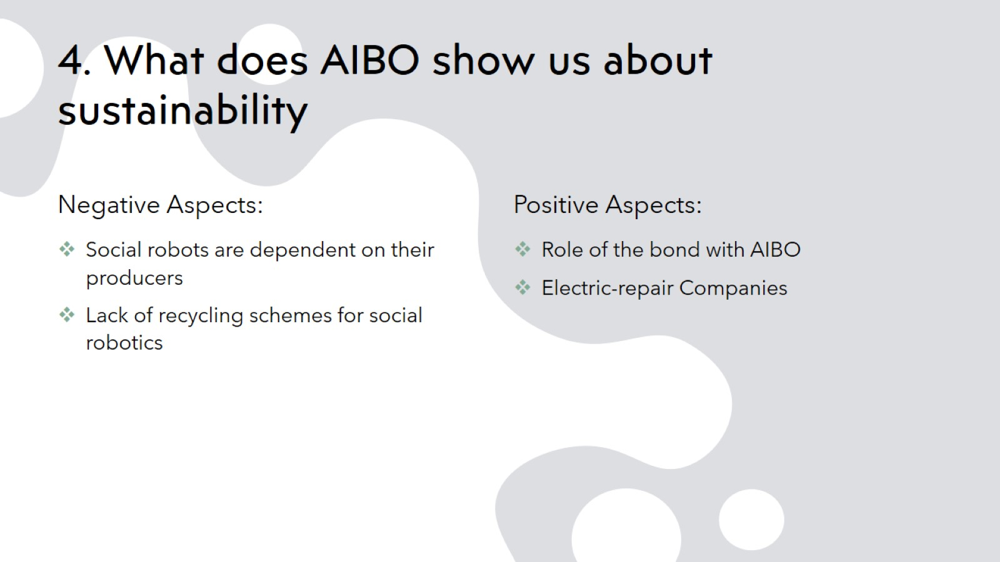 4. What does AIBO show us about
sustainability
Negative Aspects:
❖ Social robots are dependent on their
producers
❖ Lack of recycling schemes for social
robotics
Positive Aspects:
❖ Role of the bond with AIBO
❖ Electric-repair Companies